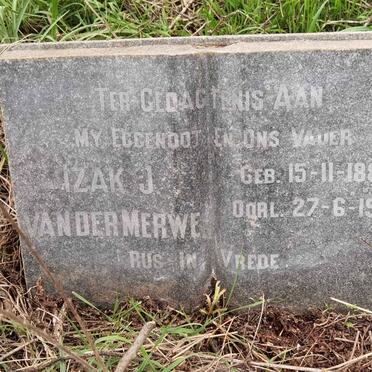 TER GEDAGTENIS AAN
MY EGGENOOT EN ONS VADER
IZAK J.
VAN DER MERWE
GEB. 15-11-18
OORL. 27-6-19
RUS IN VREDE